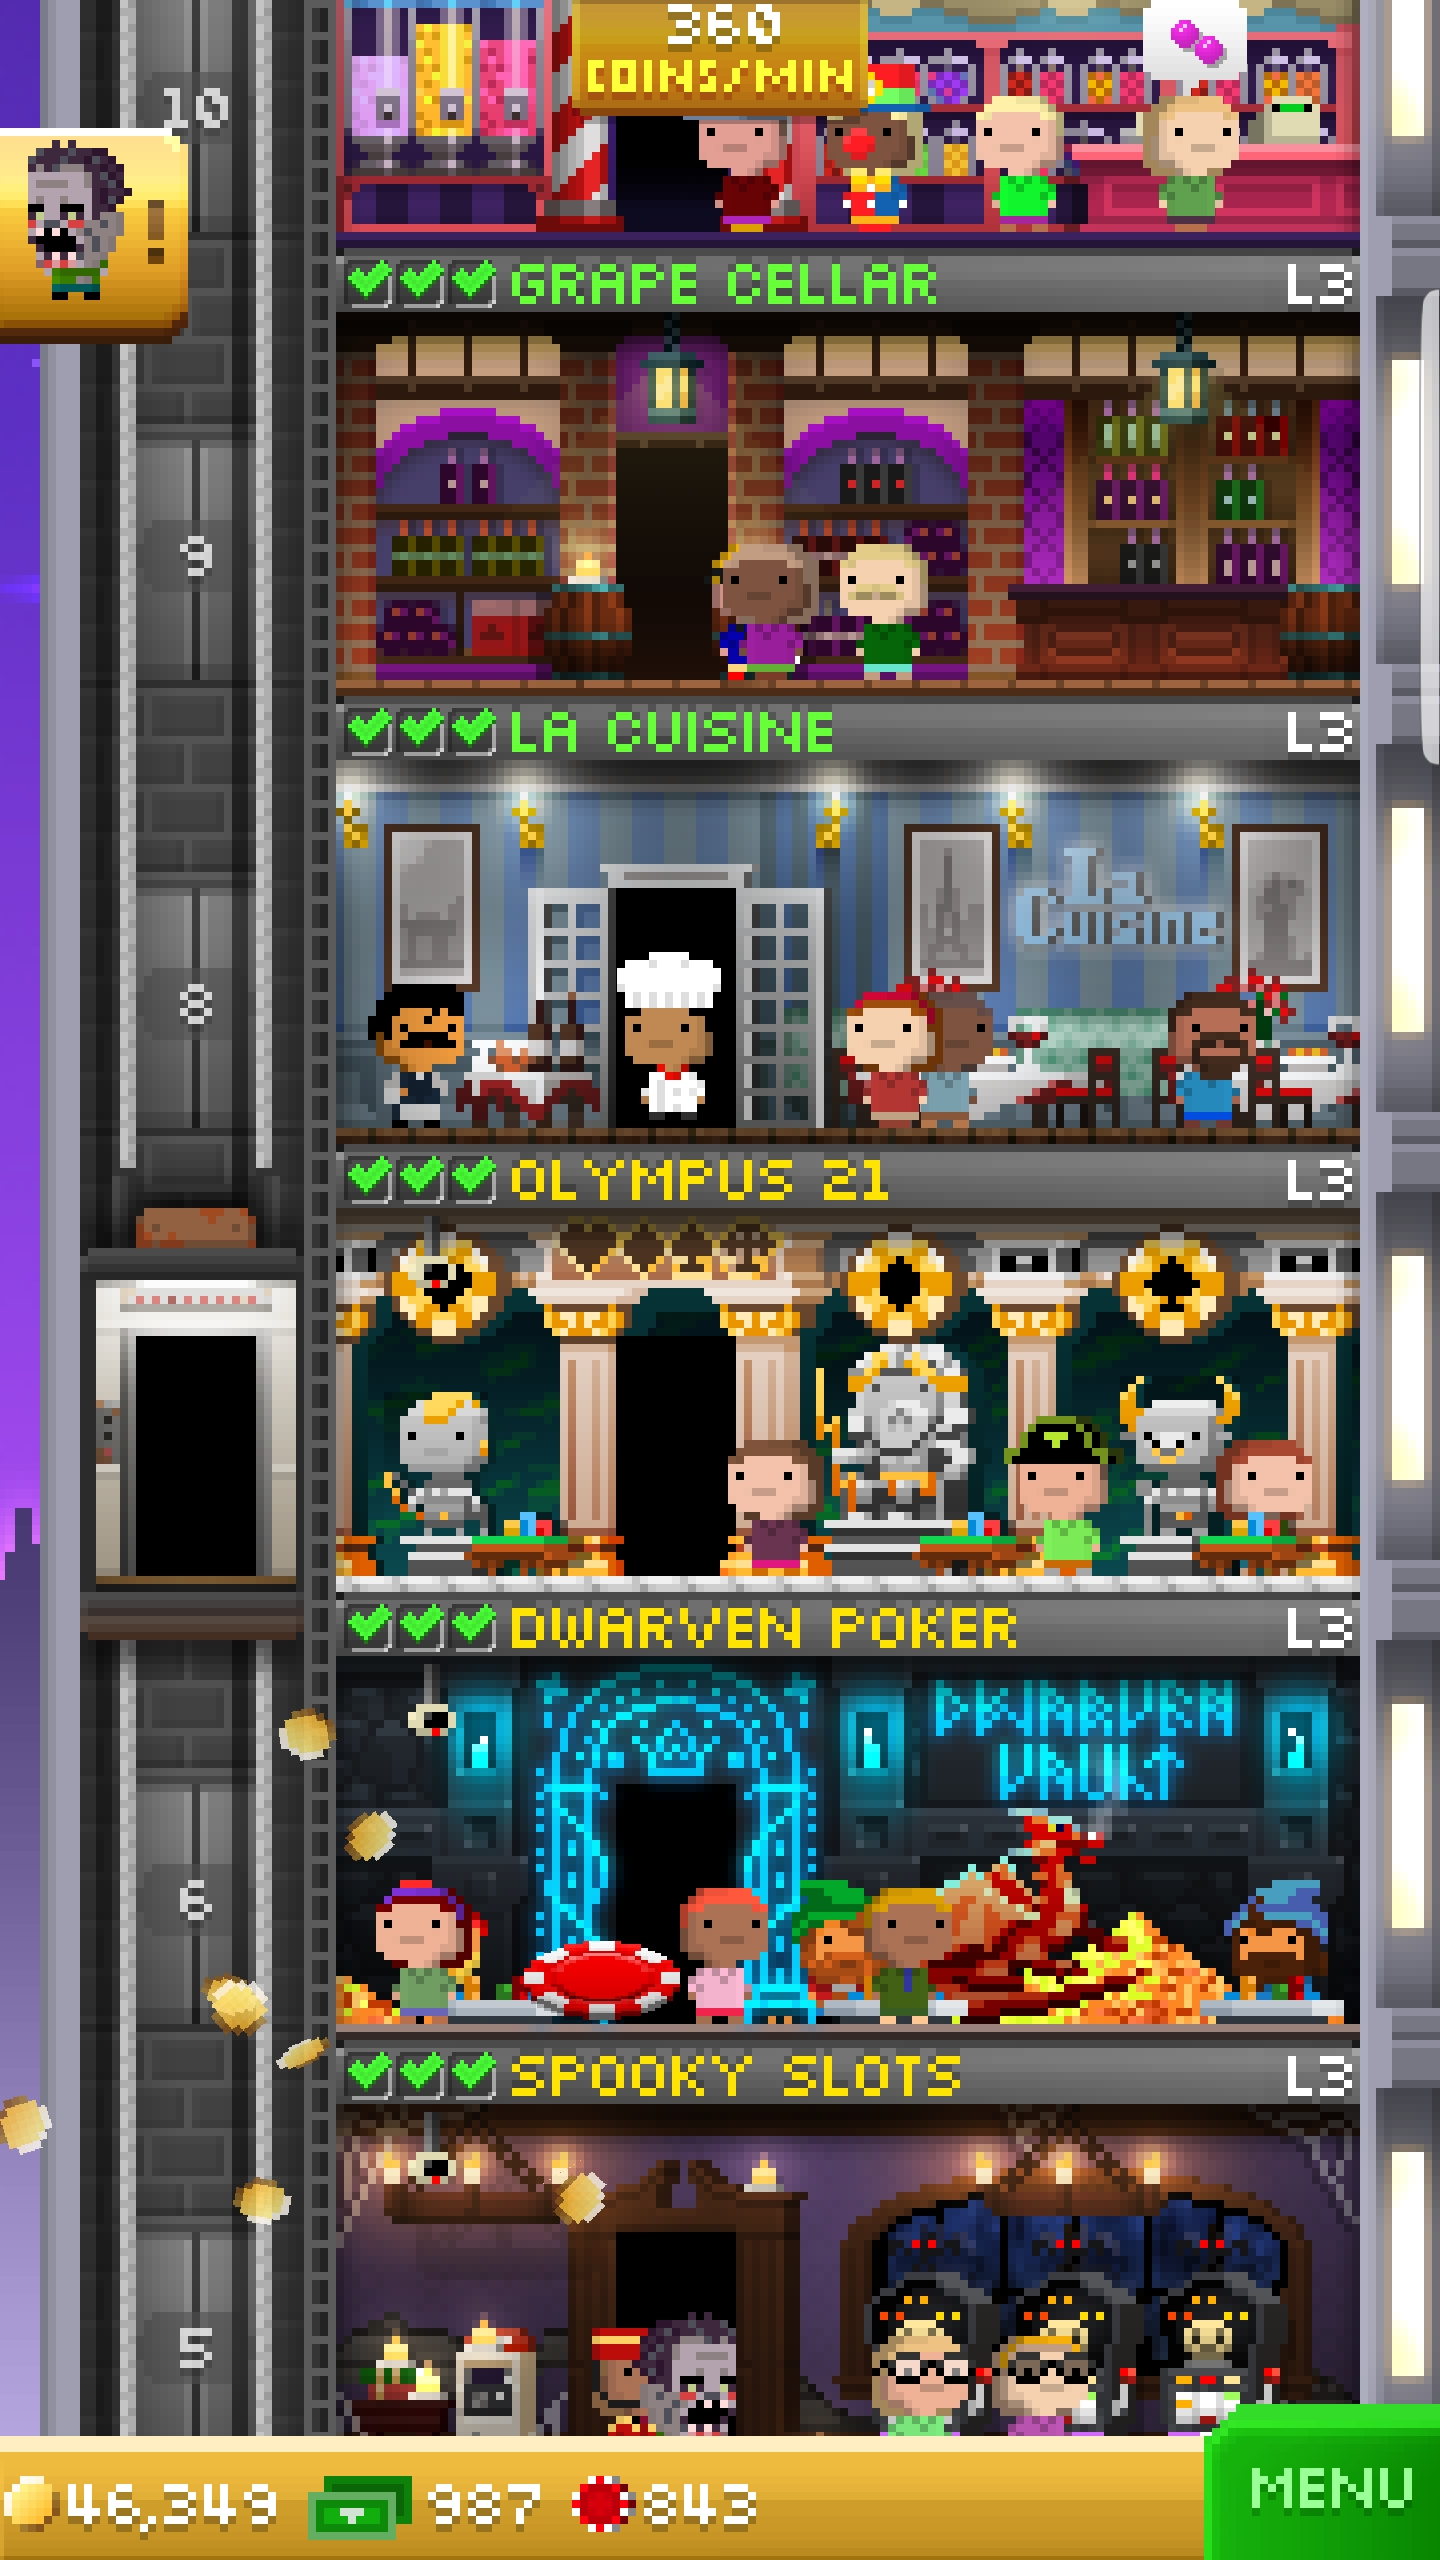 360
COINS/MIN
10
!
GRAPE CELLAR L3
9
LA CUISINE L3
La
Cuisine
8
OLYMPUS 21 L3
DWARVEN POKER L3
DWARVEN
VAULT
6
SPOOKY SLOTS L3
5
46,349 987 843 MENU